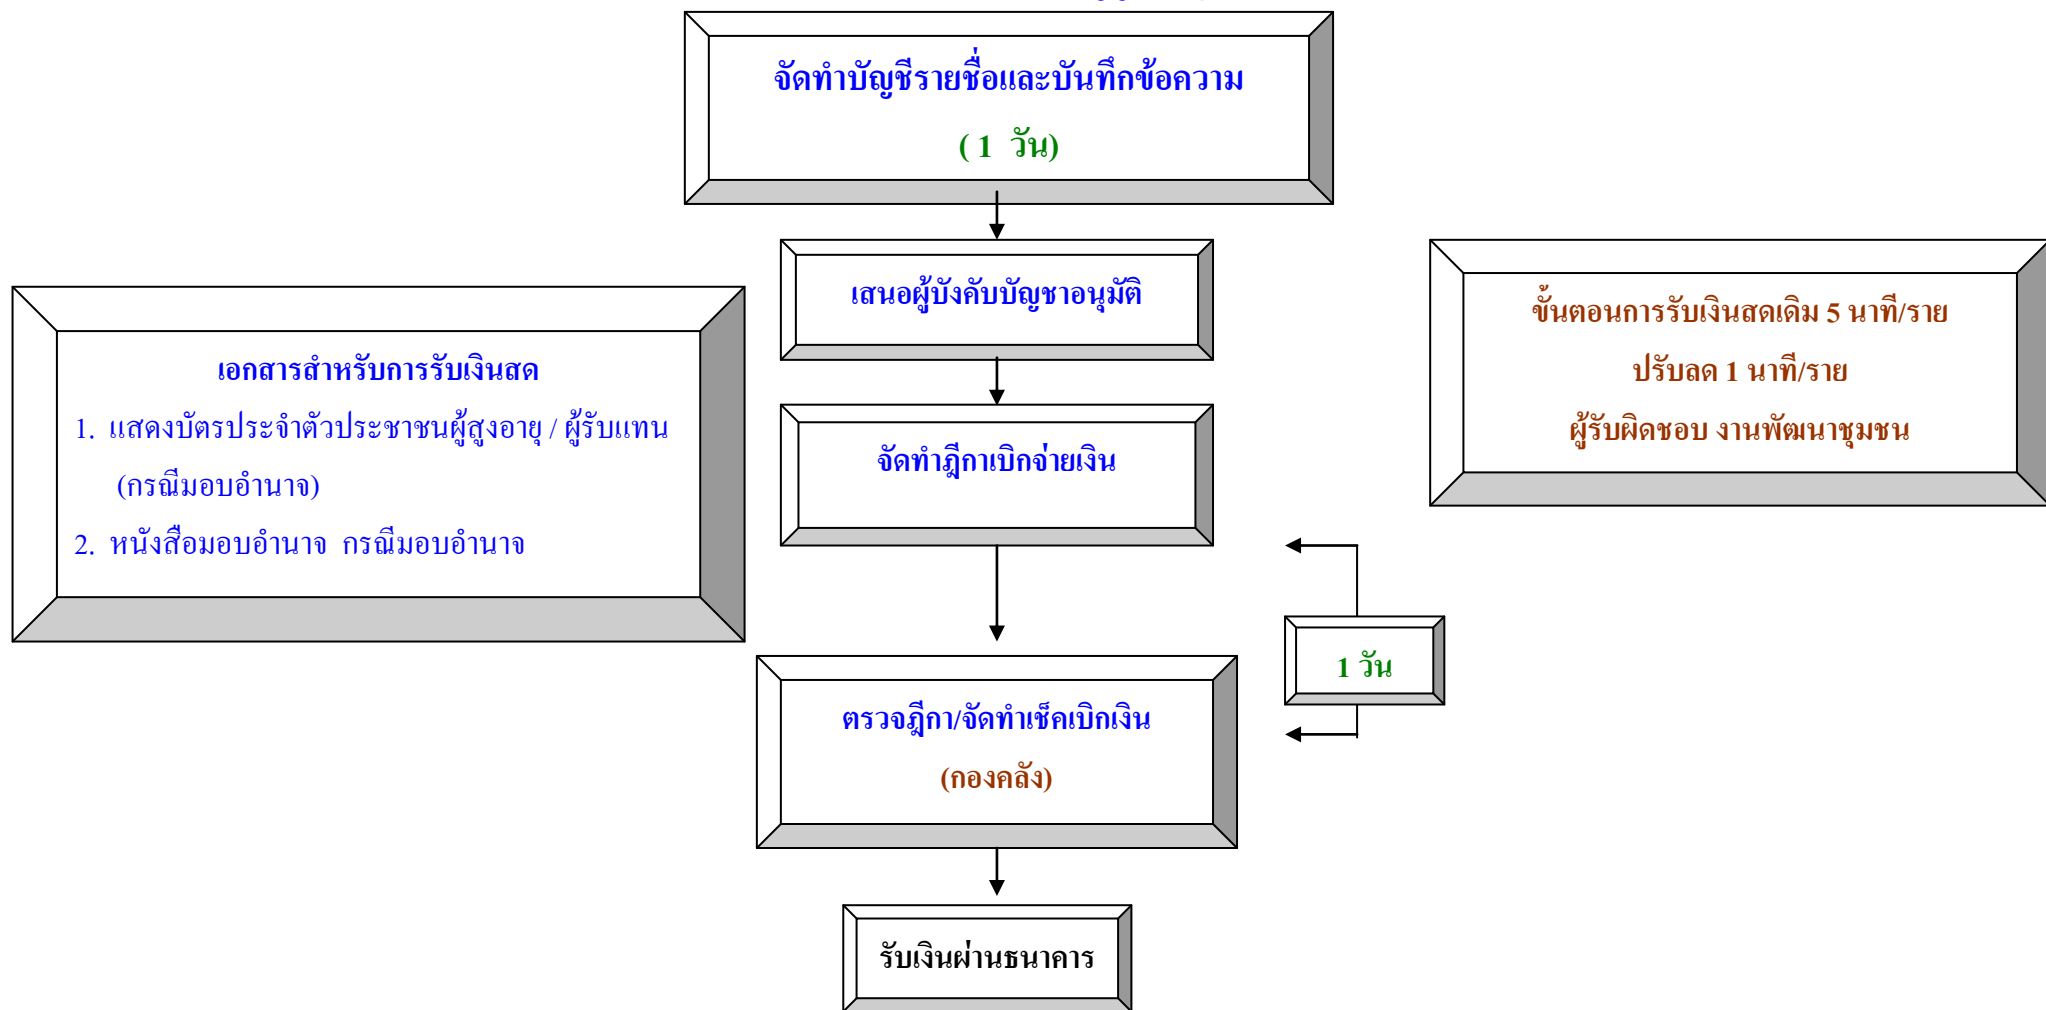 จัดทำบัญชีรายชื่อและบันทึกข้อความ
( 1 วัน)
เสนอผู้บังคับบัญชาอนุมัติ
ขั้นตอนการรับเงินสดเดิม 5 นาที/ราย
ปรับลด 1 นาที/ราย
ผู้รับผิดชอบ งานพัฒนาชุมชน
เอกสารสำหรับการรับเงินสด
1. แสดงบัตรประจำตัวประชาชนผู้สูงอายุ / ผู้รับแทน
(กรณีมอบอำนาจ)
2. หนังสือมอบอำนาจ กรณีมอบอำนาจ
จัดทำฎีกาเบิกจ่ายเงิน
1 วัน
ตรวจฎีกา/จัดทำเช็คเบิกเงิน
(กองคลัง)
รับเงินผ่านธนาคาร